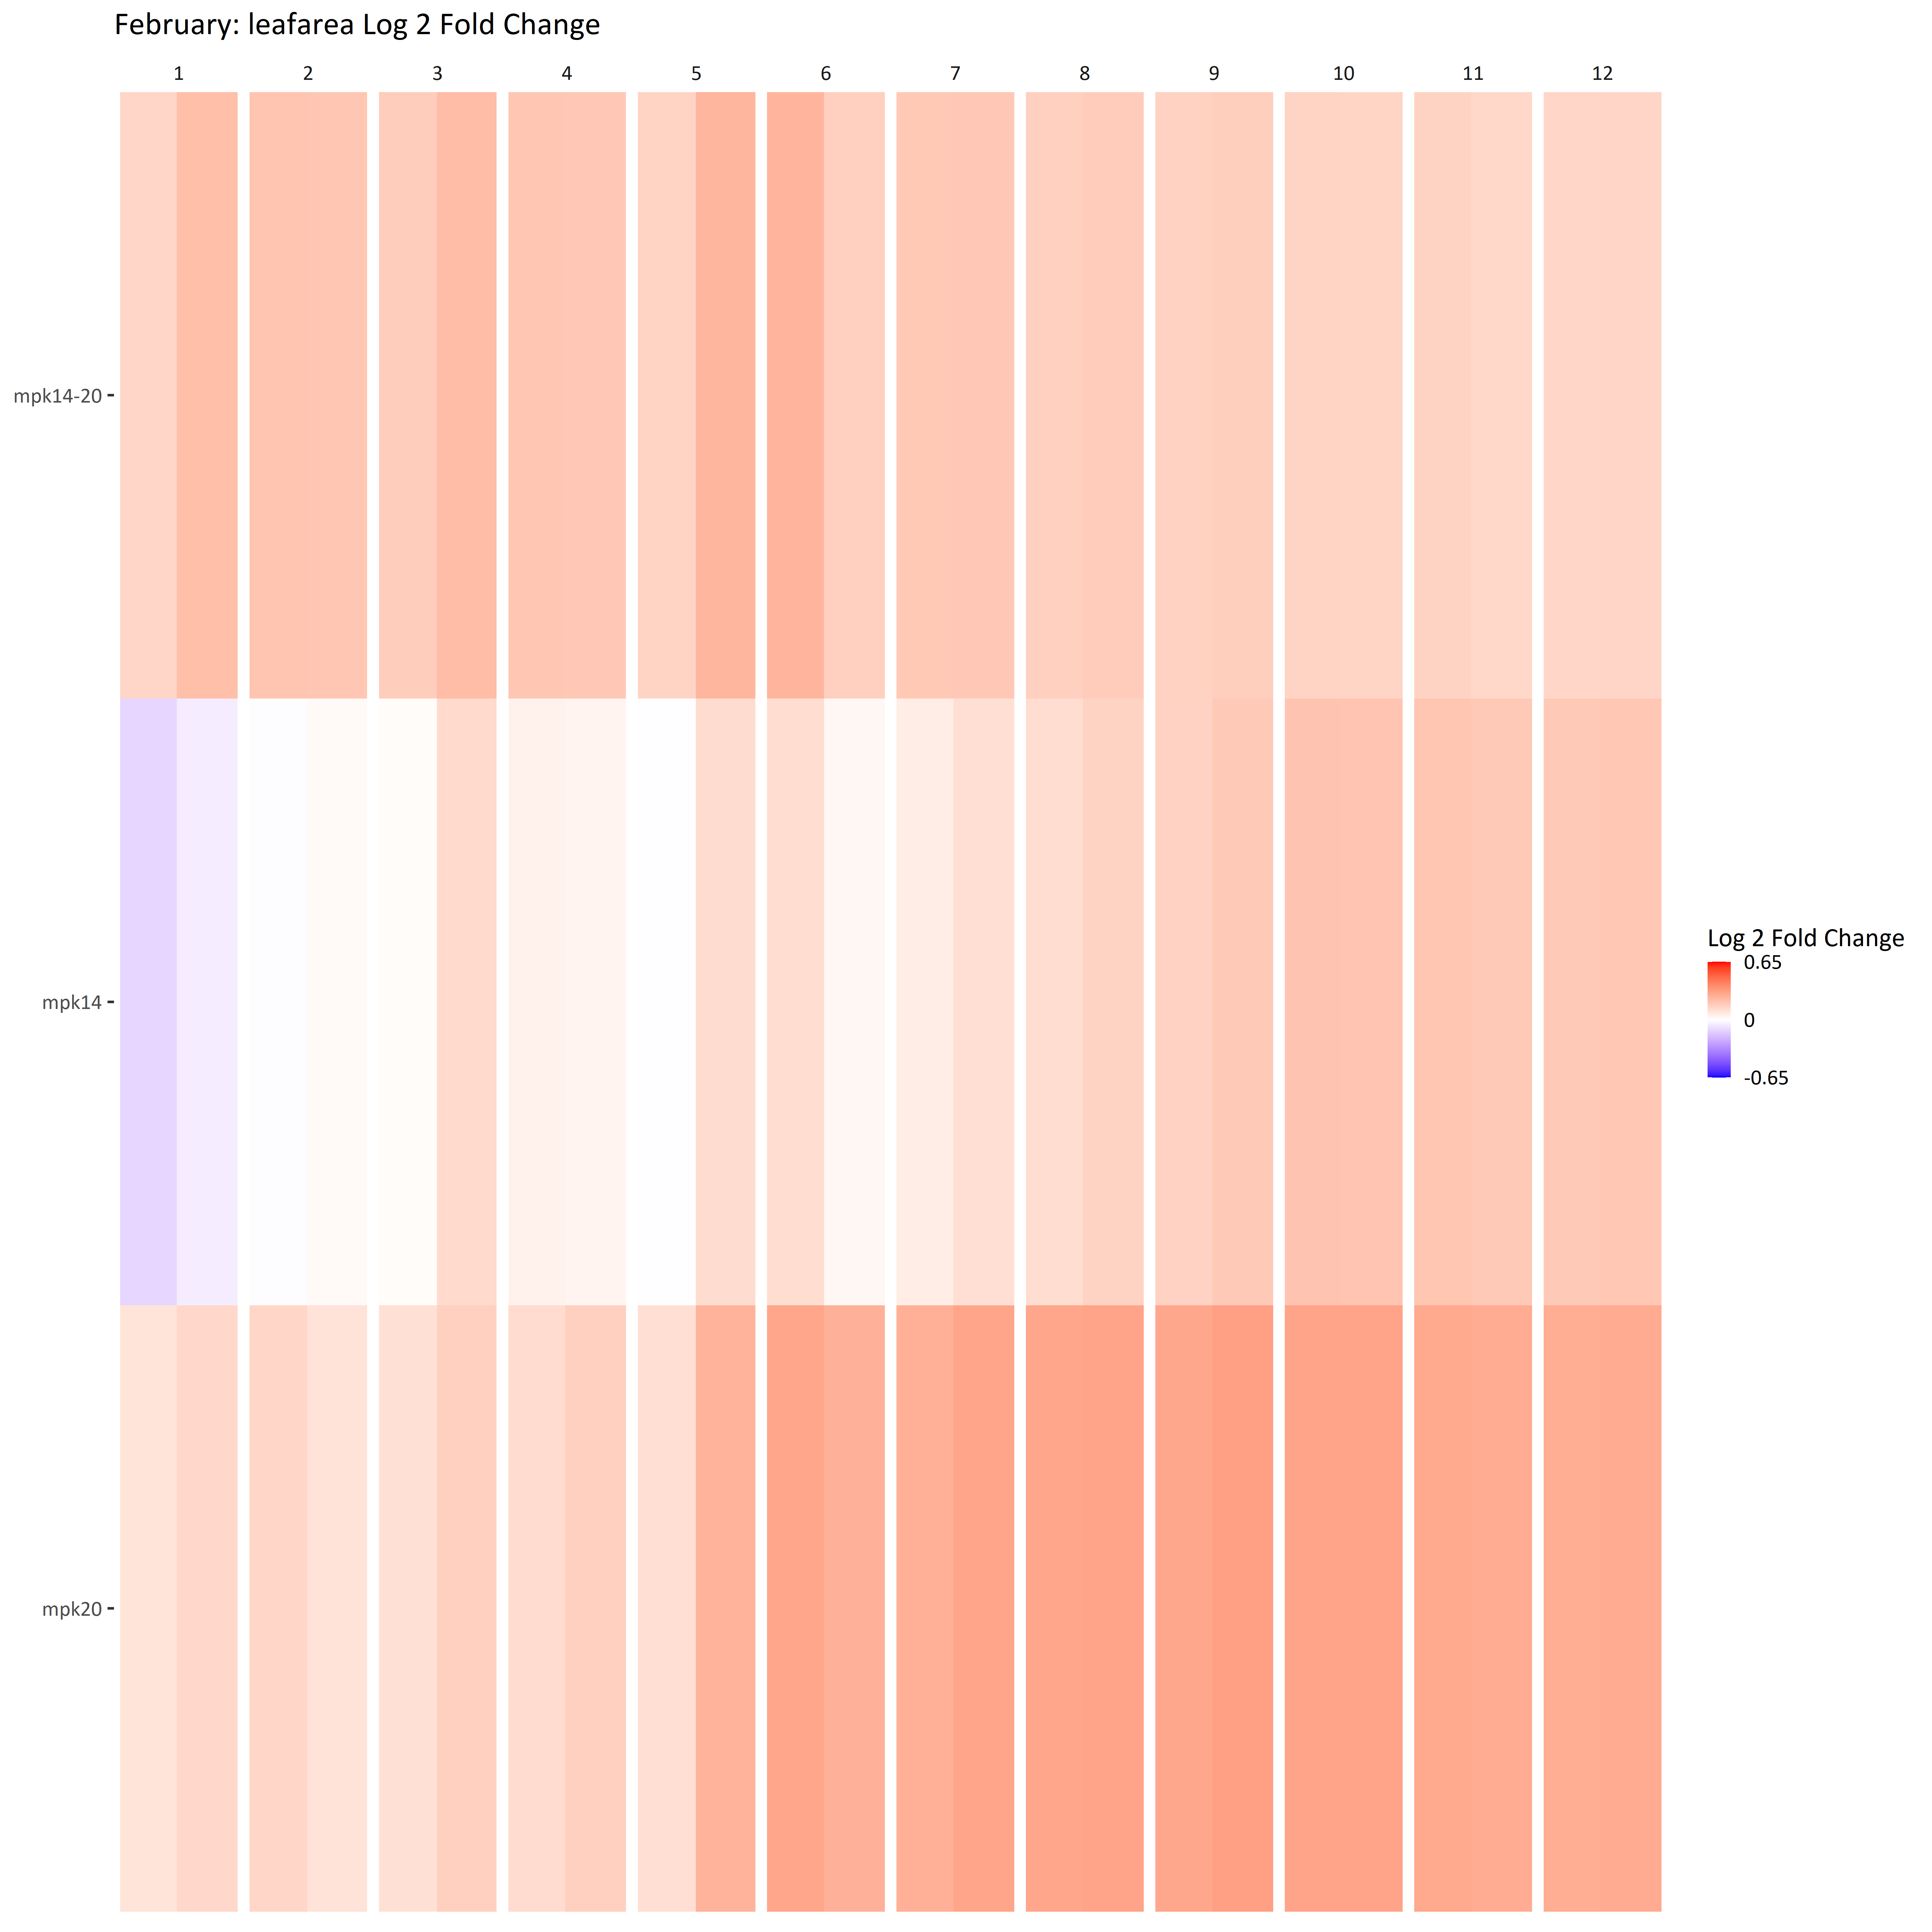 February: leafarea Log 2 Fold Change
1 2 3 4 5 6 7 8 9 10 11 12
mpk14-20
mpk14
mpk20
Log 2 Fold Change
0.65
0
-0.65